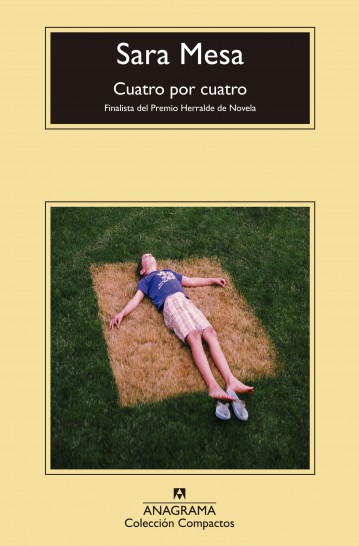 Sara Mesa
Cuatro por cuatro
Finalista del Premio Herralde de Novela
ANAGRAMA
Colección Compactos